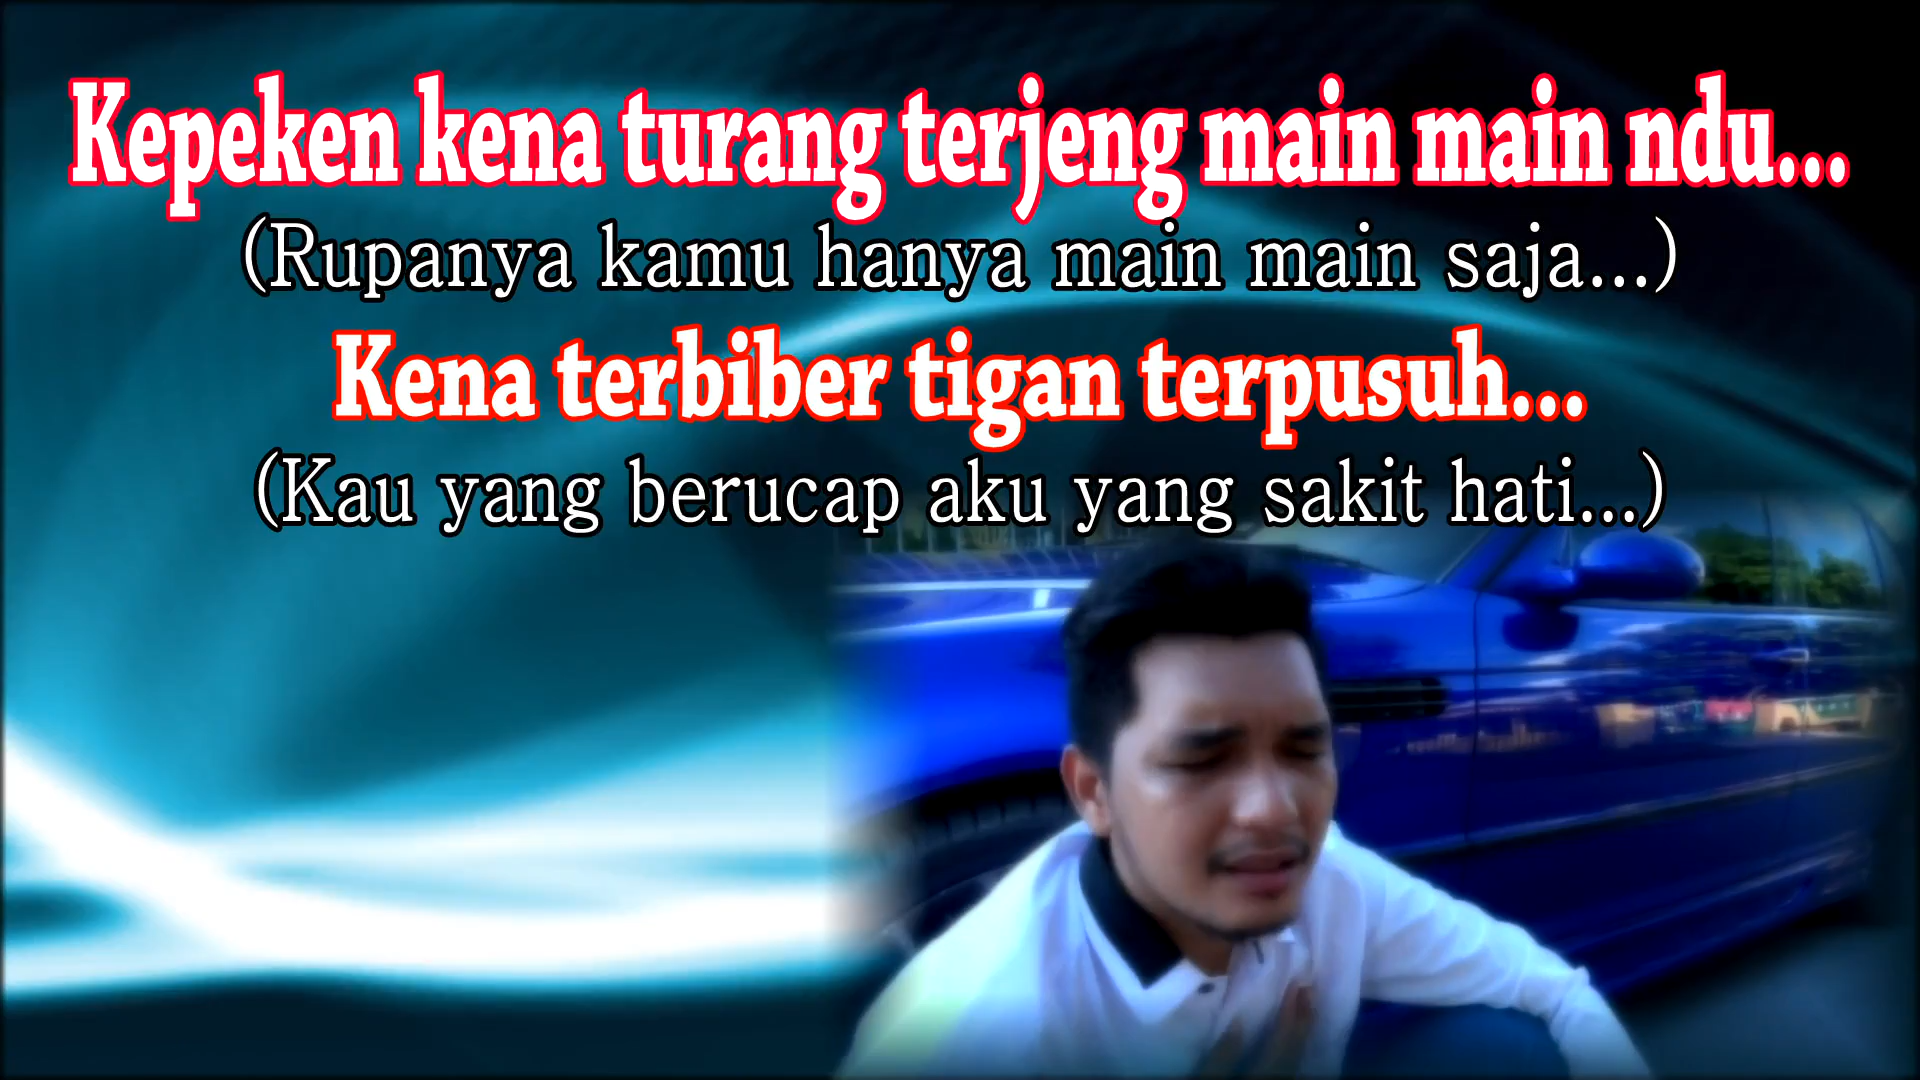 Kepeken kena turang terjeng main main ndu...
(Rupanya kamu hanya main main saja...)
Kena terbiber tigan terpusuh...
(Kau yang berucap aku yang sakit hati...)